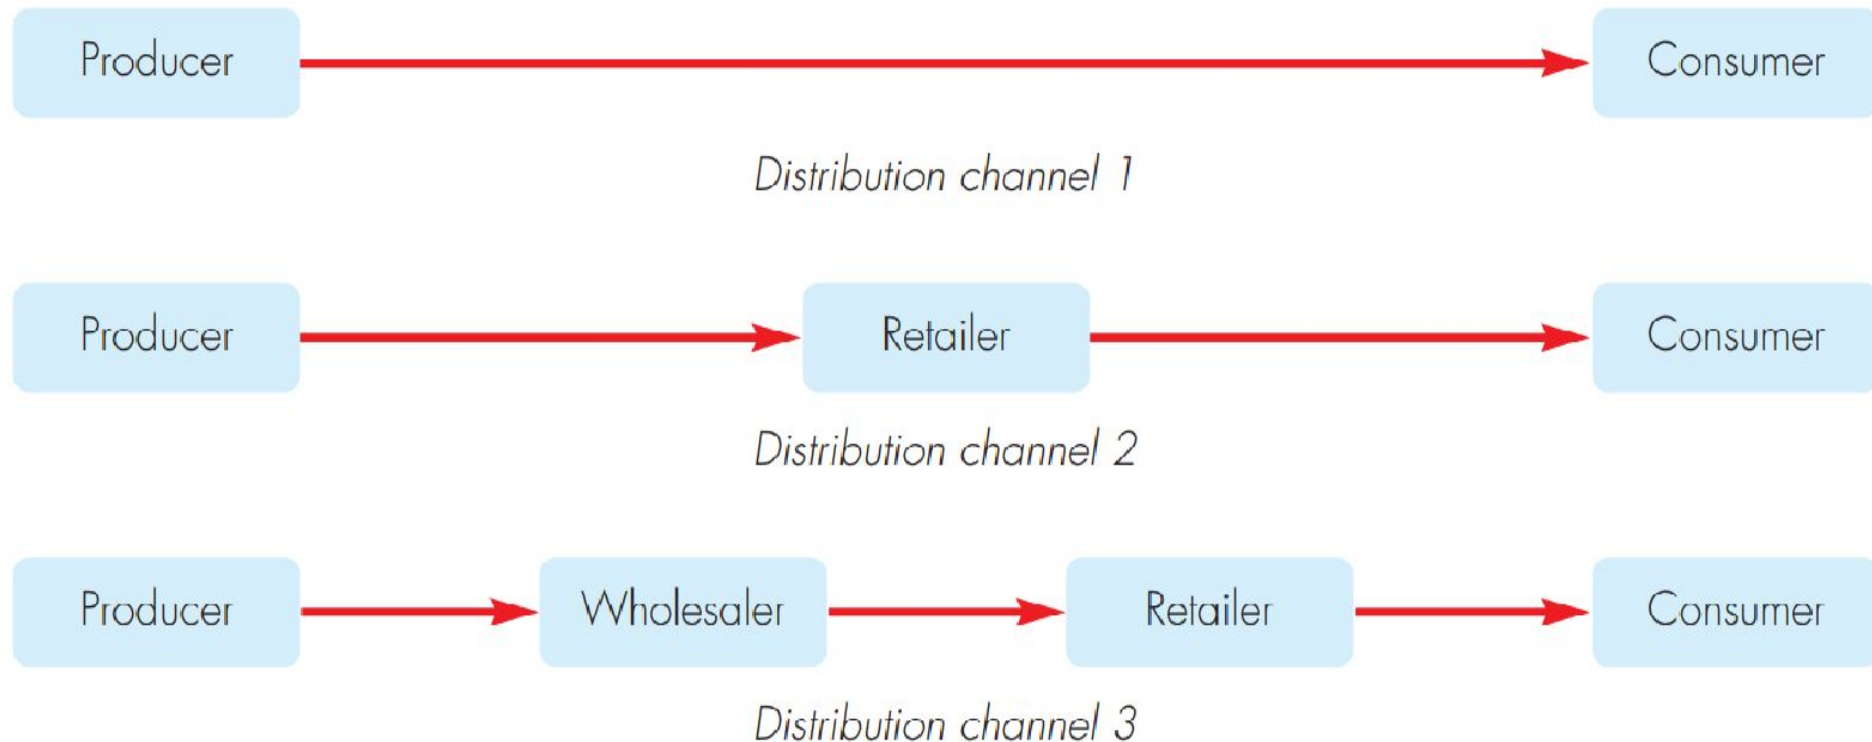 Producer Consumer
Distribution channel 1
Producer Retailer Consumer
Distribution channel 2
Producer Wholesaler Retailer Consumer
Distribution channel 3